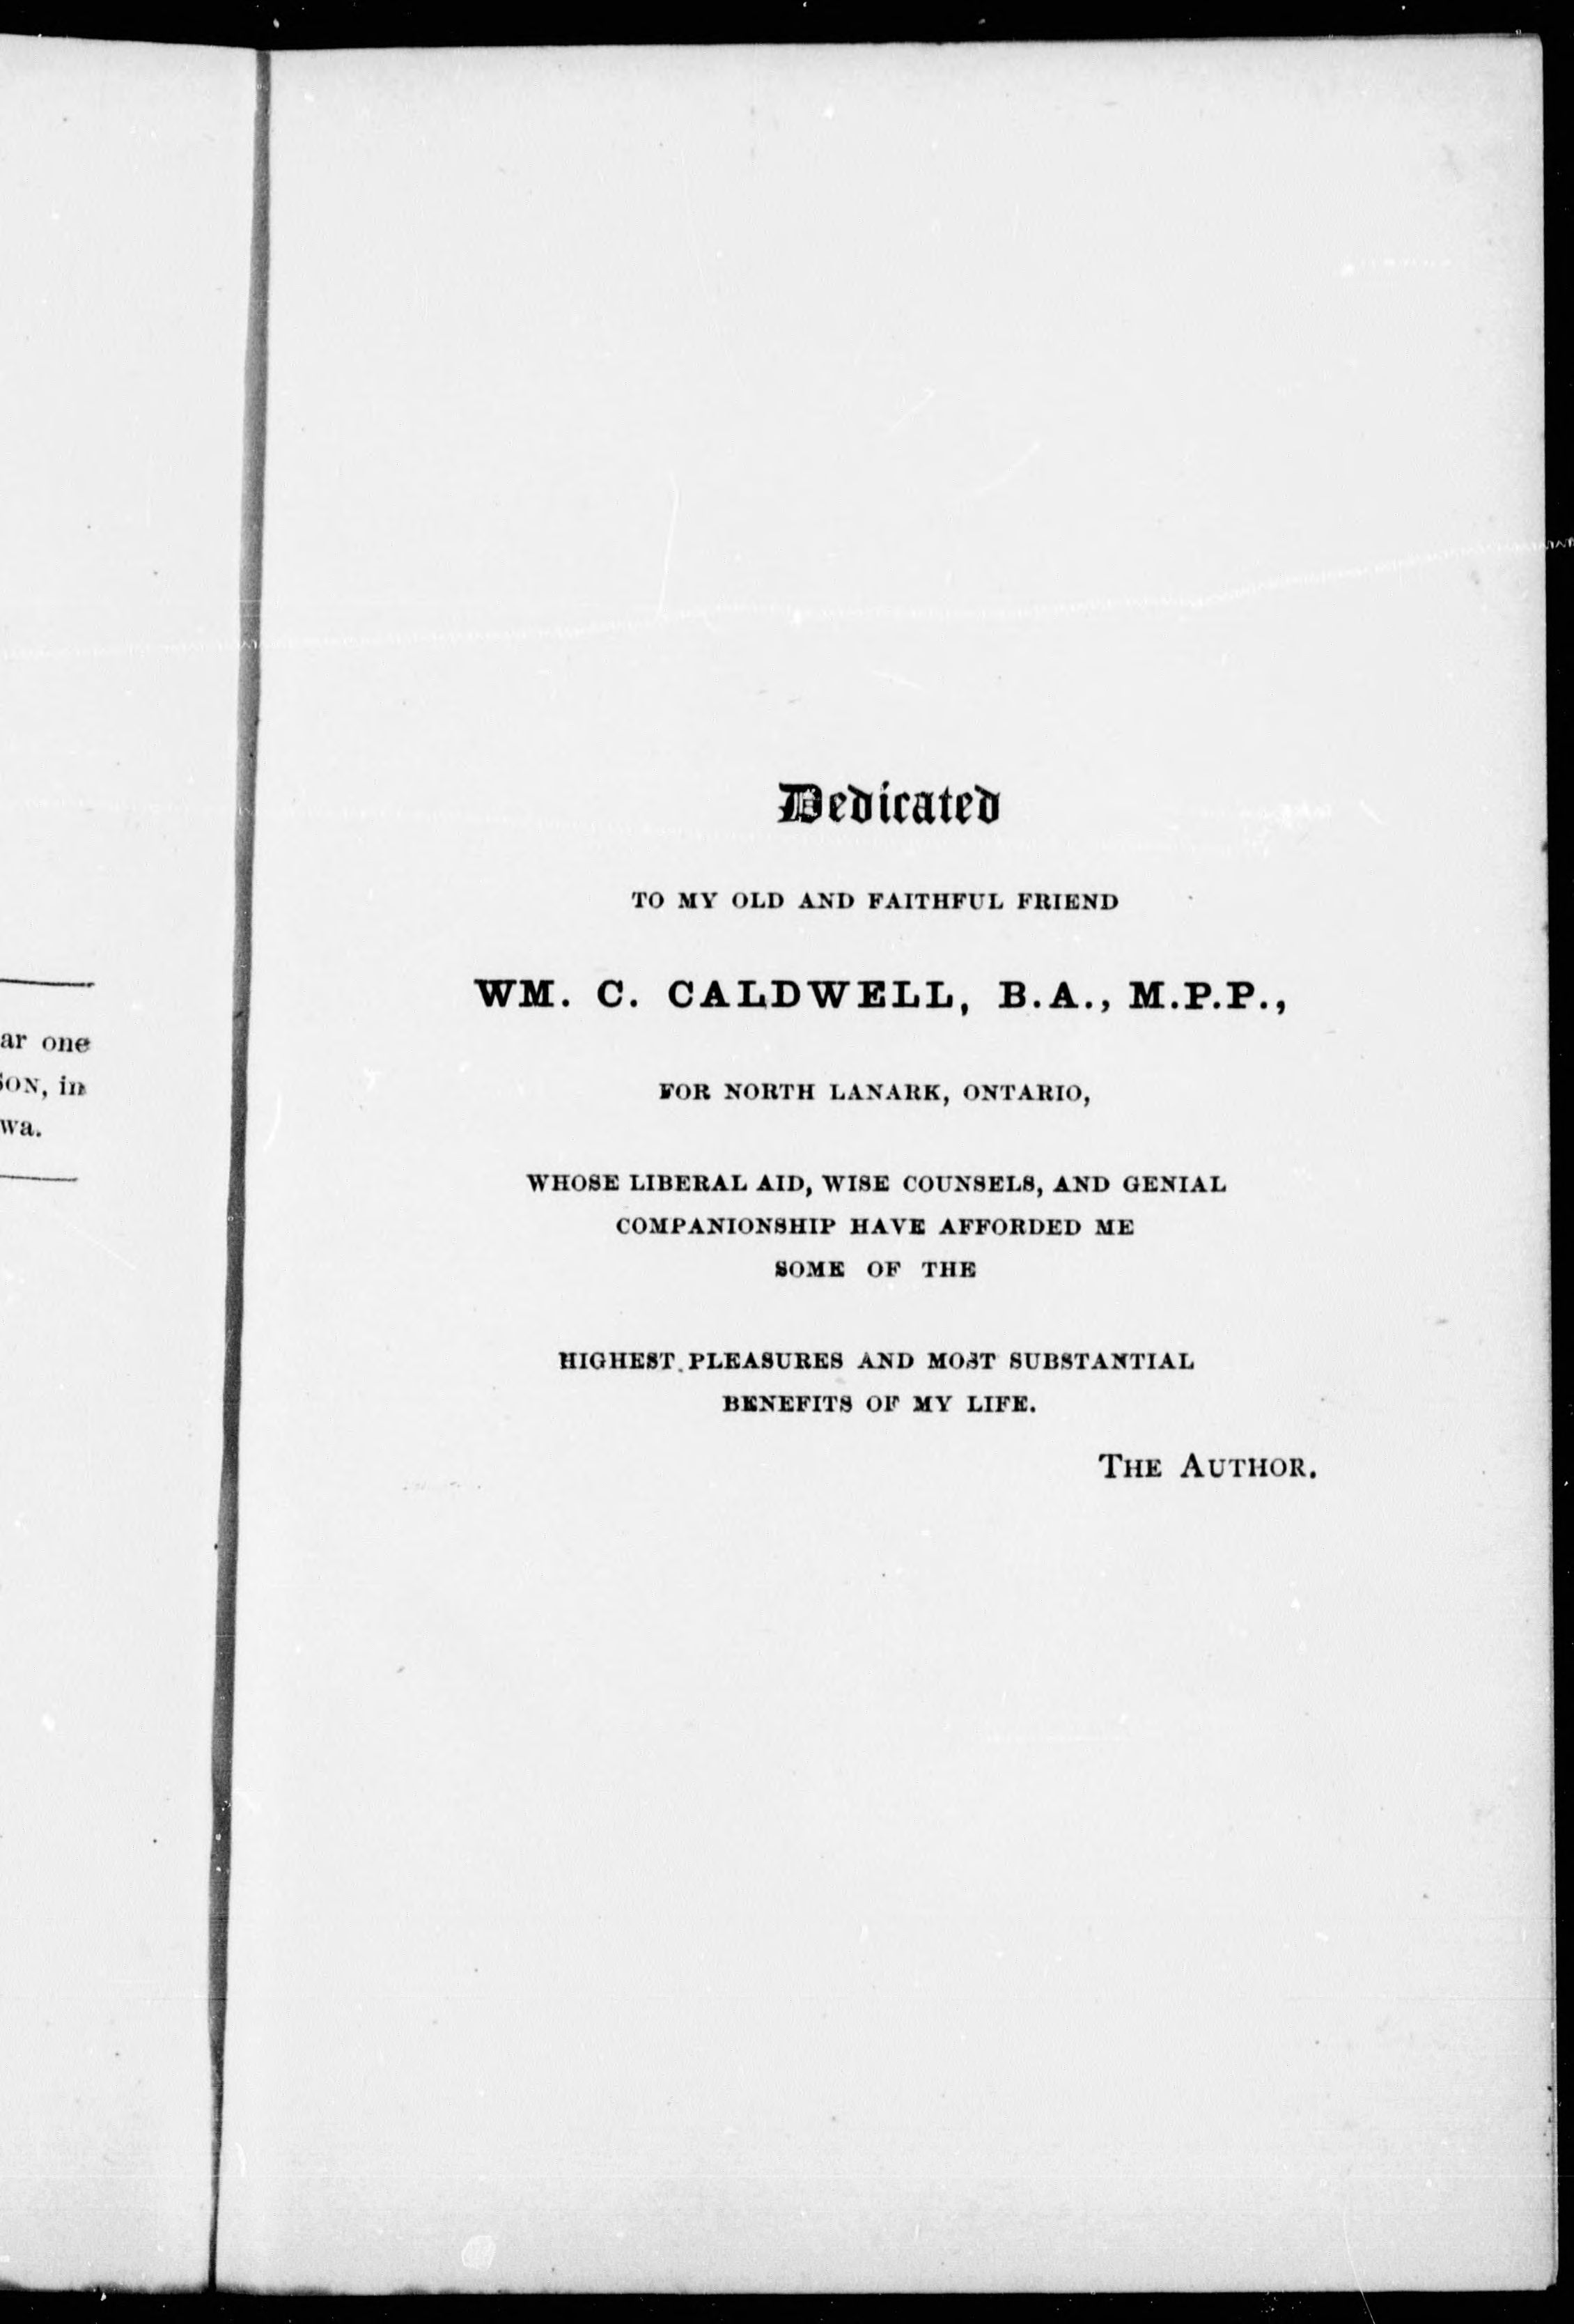 ar one
SON, in
wa.
Dedicated
TO MY OLD AND FAITHFUL FRIEND
WM. C. CALDWELL, B.A., M.P.P.,
FOR NORTH LANARK, ONTARIO,
WHOSE LIBERAL AID, WISE COUNSELS, AND GENIAL
COMPANIONSHIP HAVE AFFORDED ME
SOME OF THE
HIGHEST PLEASURES AND MOST SUBSTANTIAL
BENEFITS OF MY LIFE.
THE AUTHOR.